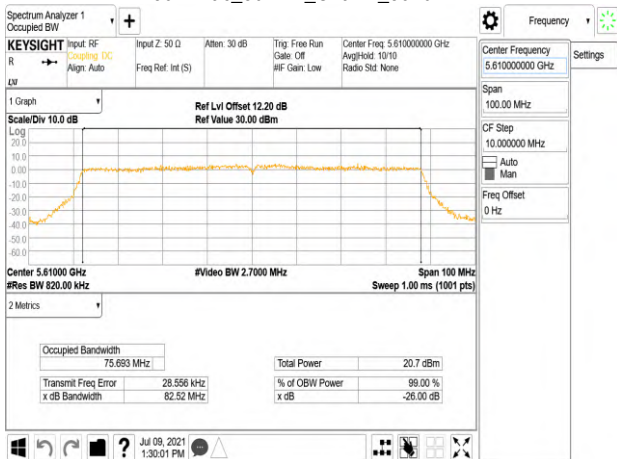 Spectrum Analyzer 1
Occupied BW
+
Frequency
KEYSIGHT
Input: RF
Input Z: 50 Ω
Atten: 30 dB
Trig: Free Run
Center Freq: 5.610000000 GHz
R
Coupling: DC
Gate: Off
Avg|Hold: 10/10
Align: Auto
Freq Ref: Int (S)
#IF Gain: Low
Radio Std: None
LXI
Center Frequency
5.610000000 GHz
Settings
Span
100.00 MHz
CF Step
10.000000 MHz
Auto
Man
Freq Offset
0 Hz
1 Graph
Ref Lvl Offset 12.20 dB
Scale/Div 10.0 dB
Ref Value 30.00 dBm
Log
20.0
10.0
0.00
-10.0
-20.0
-30.0
-40.0
-50.0
-60.0
Center 5.61000 GHz
#Video BW 2.7000 MHz
Span 100 MHz
#Res BW 820.00 kHz
Sweep 1.00 ms (1001 pts)
2 Metrics
Occupied Bandwidth
75.693 MHz
Total Power
20.7 dBm
Transmit Freq Error
28.556 kHz
% of OBW Power
99.00 %
x dB Bandwidth
82.52 MHz
x dB
-26.00 dB
?
Jul 09, 2021
1:30:01 PM